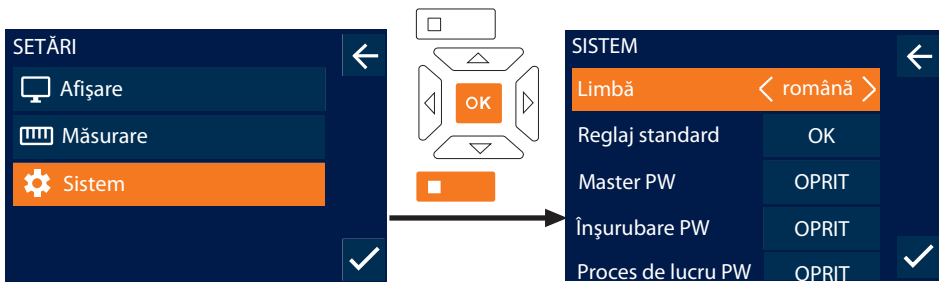 SETĂRI
Afişare
Măsurare
Sistem
OK
SISTEM
Limbă română
Reglaj standard OK
Master PW OPRIT
Înşurubare PW OPRIT
Proces de lucru PW OPRIT